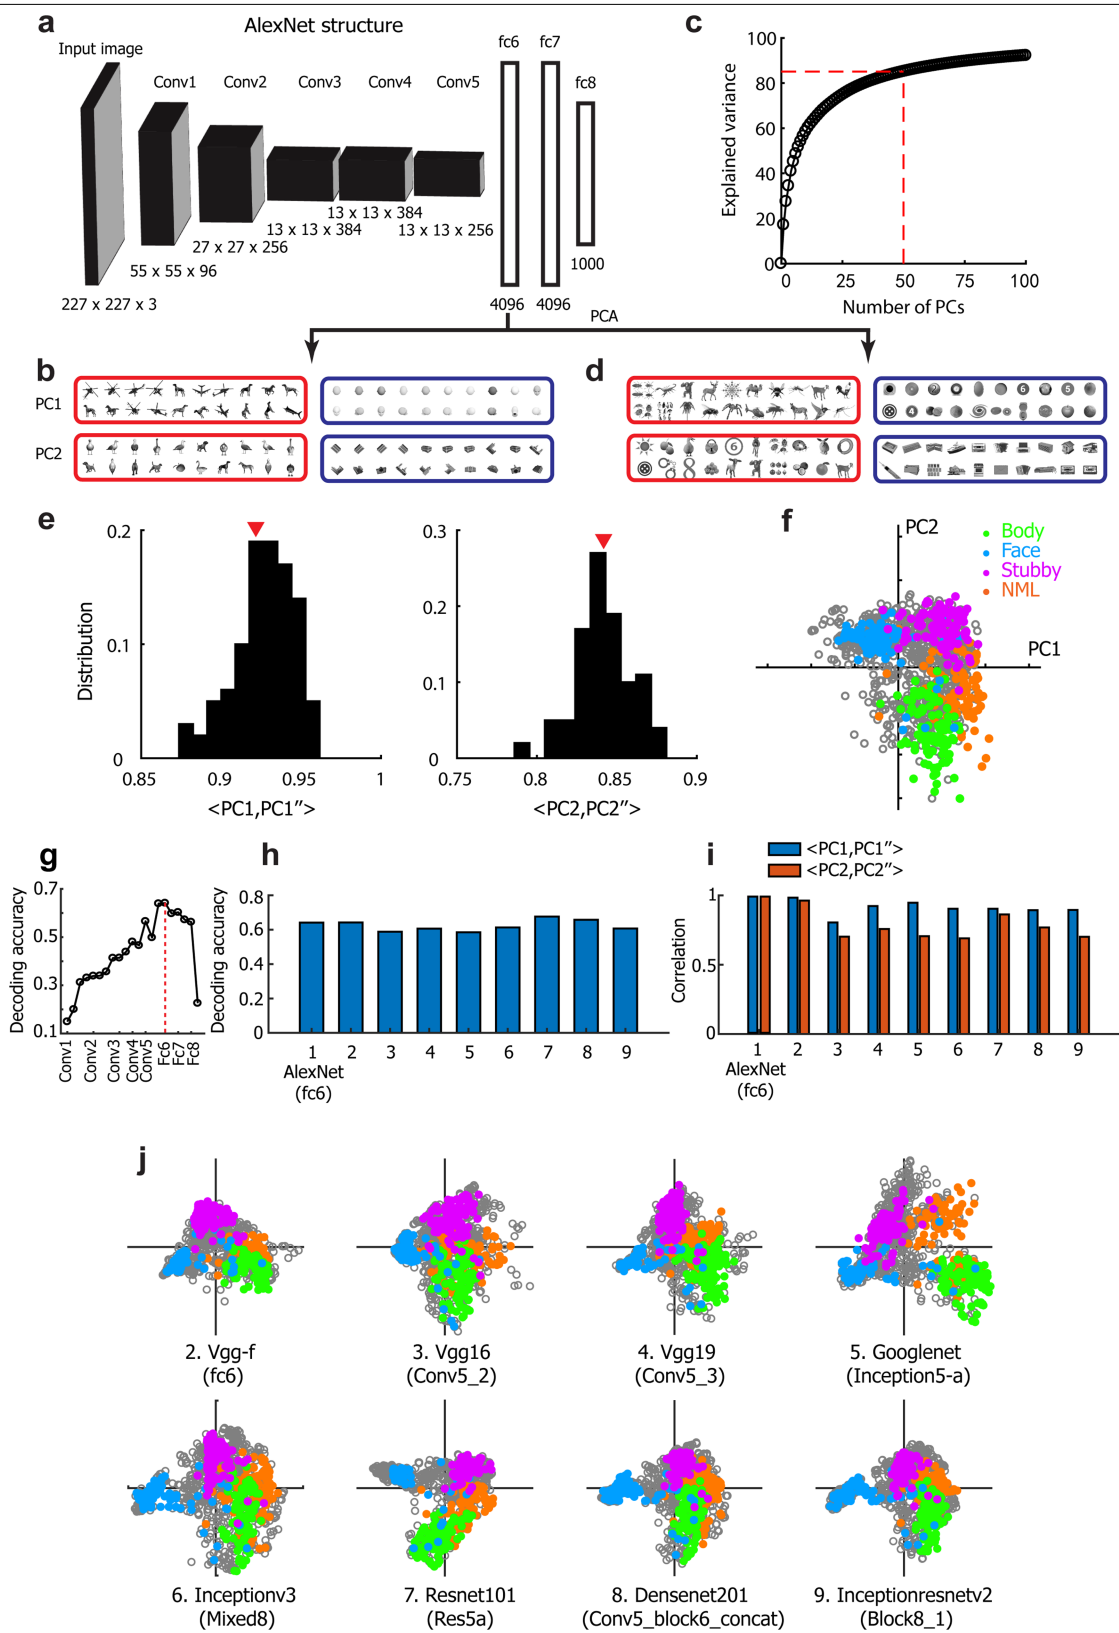 a
AlexNet structure
Input image
Conv1
Conv2
Conv3
Conv4
Conv5
fc6
fc7
fc8
227 x 227 x 3
55 x 55 x 96
27 x 27 x 256
13 x 13 x 384
13 x 13 x 384
13 x 13 x 256
4096
4096
1000
PCA
c
Explained variance
100
80
60
40
20
0
0
25
50
75
100
Number of PCs
b
PC1
PC2
d
e
Distribution
0.2
0.1
0
0.85
0.9
0.95
1
<PC1,PC1″>
0.3
0.2
0.1
0
0.75
0.8
0.85
0.9
<PC2,PC2″>
f
PC2
PC1
Body
Face
Stubby
NML
g
Decoding accuracy
0.7
0.5
0.3
0.1
Conv1
Conv2
Conv3
Conv4
Conv5
Fc6
Fc7
Fc8
h
Decoding accuracy
0.8
0.6
0.4
0.2
0
1 2 3 4 5 6 7 8 9
AlexNet
(fc6)
i
<PC1,PC1″>
<PC2,PC2″>
Correlation
1
0.5
0
1 2 3 4 5 6 7 8 9
AlexNet
(fc6)
j
2. Vgg-f
(fc6)
3. Vgg16
(Conv5_2)
4. Vgg19
(Conv5_3)
5. Googlenet
(Inception5-a)
6. Inceptionv3
(Mixed8)
7. Resnet101
(Res5a)
8. Densenet201
(Conv5_block6_concat)
9. Inceptionresnetv2
(Block8_1)